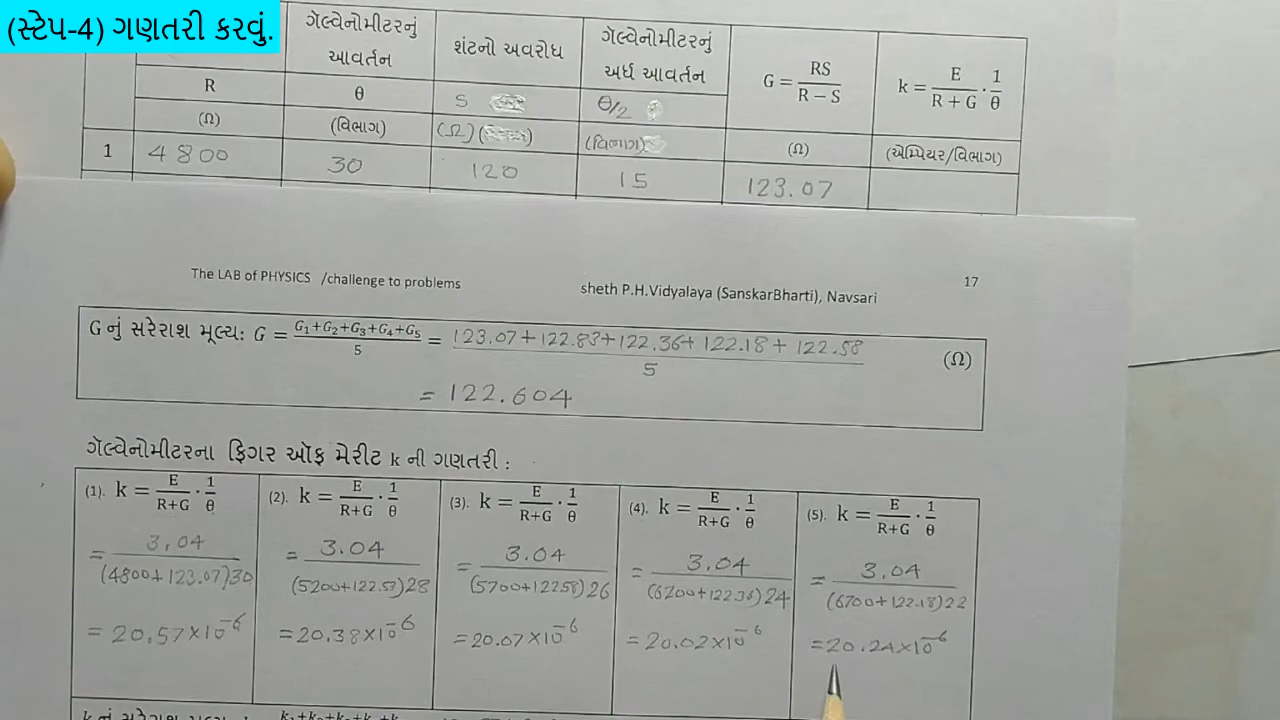 (સ્ટેપ-4) ગણતરી કરવું.
ગૅલ્વેનોમીટરનું આવર્તન
શંટનો અવરોધ
ગૅલ્વેનોમીટરનું અર્ધ આવર્તન
G = RS / R − S
k = E / R + G · 1 / θ
R θ S θ/2
(Ω) (વિભાગ) (Ω) (વિભાગ) (Ω) (ઍમ્પિયર/વિભાગ)
1 4800 30 120 15 123.07
The LAB of PHYSICS /challenge to problems sheth P.H.Vidyalaya (SanskarBharti), Navsari 17
G નું સરેરાશ મૂલ્ય: G = G₁+G₂+G₃+G₄+G₅ / 5 = 123.07+122.83+122.36+122.18+122.58 / 5 (Ω)
= 122.604
ગૅલ્વેનોમીટરના ફિગર ઑફ મેરીટ k ની ગણતરી :
(1). k = E / R+G · 1 / θ
= 3.04 / (4800+123.07)30
= 20.57×10⁻⁶
(2). k = E / R+G · 1 / θ
= 3.04 / (5200+122.53)28
= 20.38×10⁻⁶
(3). k = E / R+G · 1 / θ
= 3.04 / (5700+122.58)26
= 20.07×10⁻⁶
(4). k = E / R+G · 1 / θ
= 3.04 / (6200+122.36)24
= 20.02×10⁻⁶
(5). k = E / R+G · 1 / θ
= 3.04 / (6700+122.18)22
= 20.24×10⁻⁶